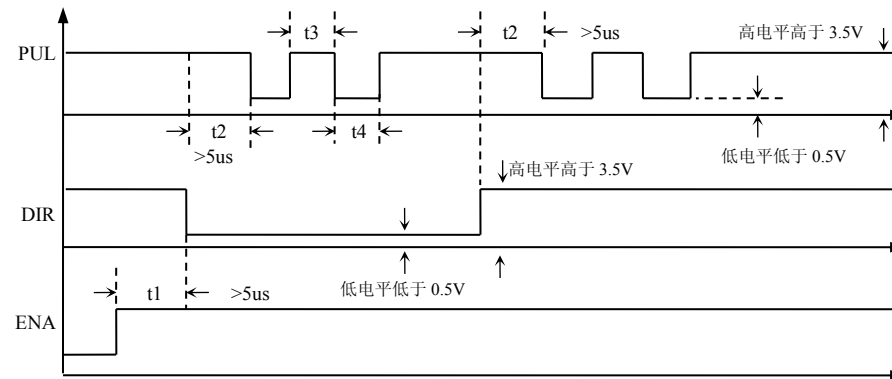 t3
t2
>5us
高电平高于 3.5V
PUL
t2
t4
>5us
低电平低于 0.5V
高电平高于 3.5V
DIR
低电平低于 0.5V
t1
>5us
ENA